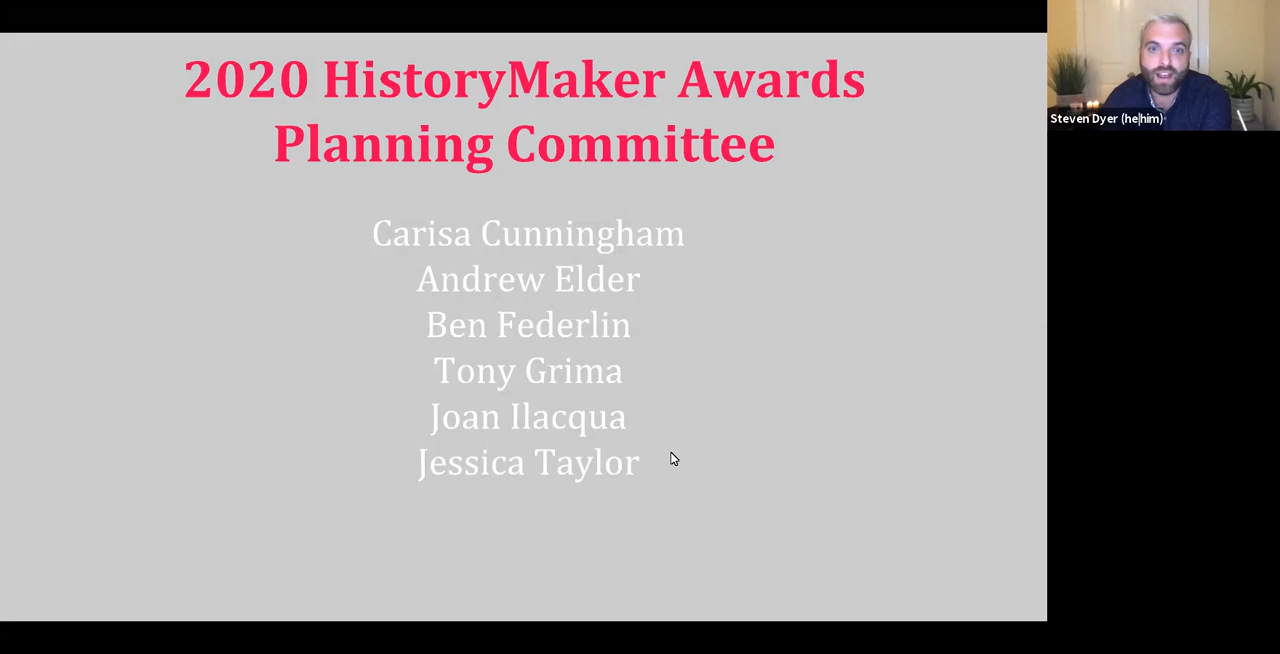 2020 HistoryMaker Awards
Planning Committee
Carisa Cunningham
Andrew Elder
Ben Federlin
Tony Grima
Joan Ilacqua
Jessica Taylor
Steven Dyer (he|him)